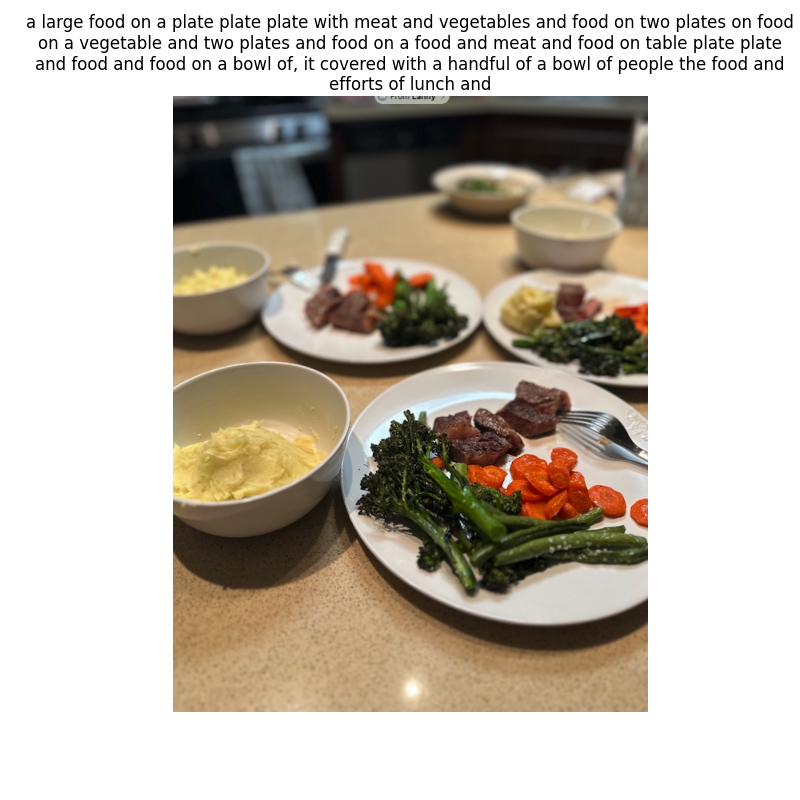 a large food on a plate plate plate with meat and vegetables and food on two plates on food
on a vegetable and two plates and food on a food and meat and food on table plate plate
and food and food on a bowl of, it covered with a handful of a bowl of people the food and
efforts of lunch and
From Lanny